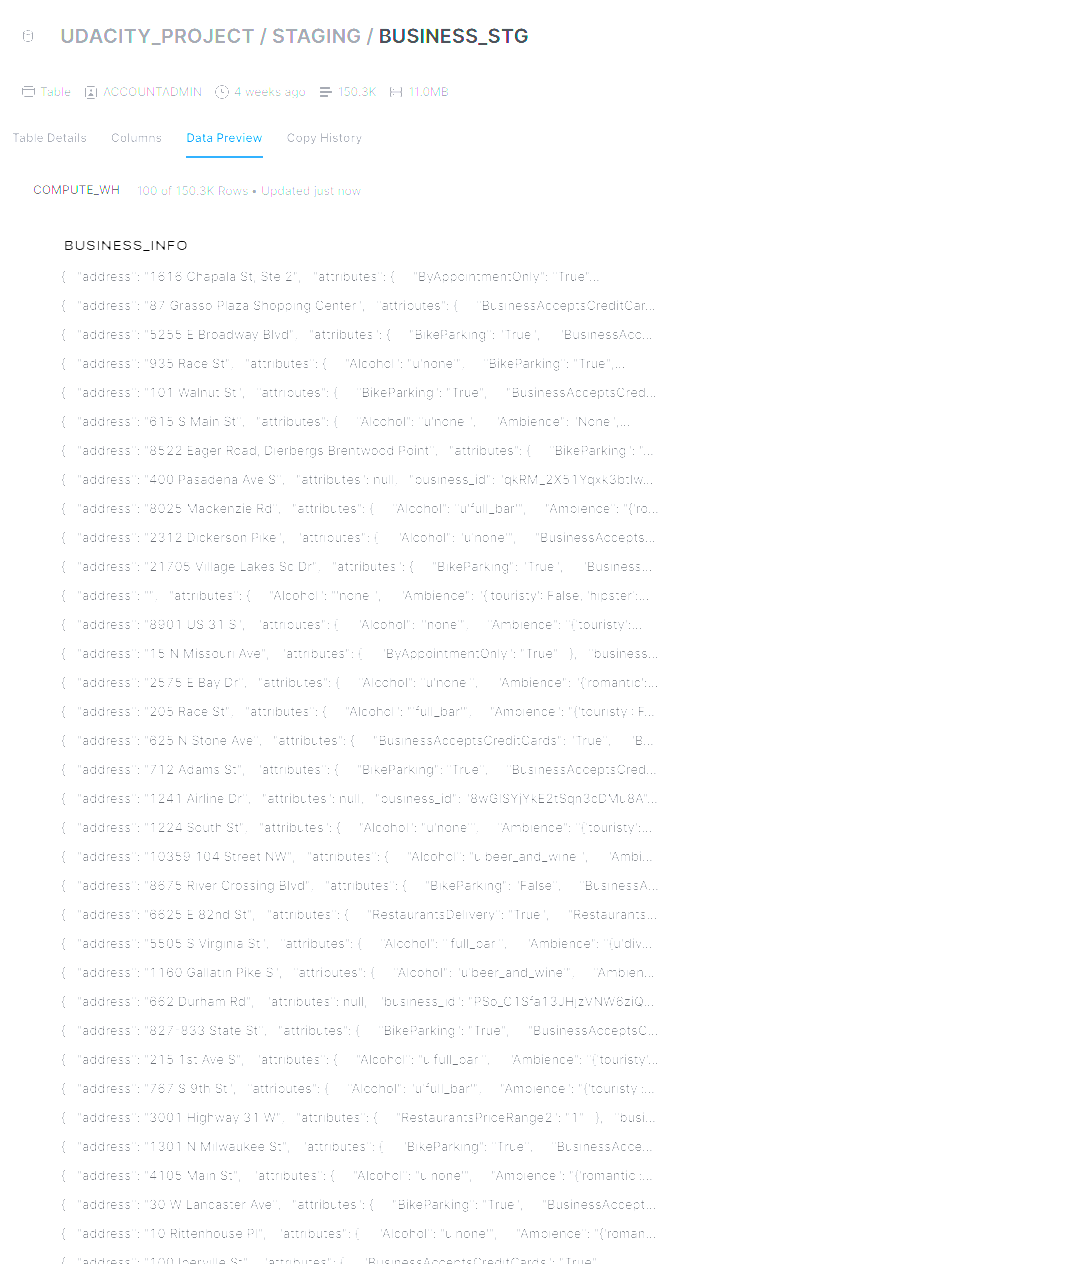 UDACITY_PROJECT / STAGING / BUSINESS_STG
Table ACCOUNTADMIN 4 weeks ago 150.3K 11.0MB
Table Details Columns Data Preview Copy History
COMPUTE_WH 100 of 150.3K Rows • Updated just now
BUSINESS_INFO
{ "address": "1616 Chapala St, Ste 2", "attributes": { "ByAppointmentOnly": "True"...
{ "address": "87 Grasso Plaza Shopping Center", "attributes": { "BusinessAcceptsCreditCar...
{ "address": "5255 E Broadway Blvd", "attributes": { "BikeParking": "True", "BusinessAcc...
{ "address": "935 Race St", "attributes": { "Alcohol": "u'none'", "BikeParking": "True",...
{ "address": "101 Walnut St", "attributes": { "BikeParking": "True", "BusinessAcceptsCred...
{ "address": "615 S Main St", "attributes": { "Alcohol": "u'none'", "Ambience": "None",...
{ "address": "8522 Eager Road, Dierbergs Brentwood Point", "attributes": { "BikeParking": "...
{ "address": "400 Pasadena Ave S", "attributes": null, "business_id":
{ "address": "8025 Mackenzie Rd", "attributes": { "Alcohol": "u'full_bar'", "Ambience": "{'ro...
{ "address": "2312 Dickerson Pike", "attributes": { "Alcohol": "u'none'", "BusinessAccepts...
{ "address": "21705 Village Lakes Sc Dr", "attributes": { "BikeParking": "True", "Business...
{ "address": "", "attributes": { "Alcohol": "'none'", "Ambience": "{'touristy': False, 'hipster':...
{ "address": "8901 US 31 S", "attributes": { "Alcohol": "'none'", "Ambience": "{'touristy':...
{ "address": "15 N Missouri Ave", "attributes": { "ByAppointmentOnly": "True" }, "business...
{ "address": "2575 E Bay Dr", "attributes": { "Alcohol": "u'none'", "Ambience": "{'romantic':...
{ "address": "205 Race St", "attributes": { "Alcohol": "'full_bar'", "Ambience": "{'touristy': F...
{ "address": "625 N Stone Ave", "attributes": { "BusinessAcceptsCreditCards": "True", "B...
{ "address": "712 Adams St", "attributes": { "BikeParking": "True", "BusinessAcceptsCred...
{ "address": "1241 Airline Dr", "attributes": null, "business_id":
{ "address": "1224 South St", "attributes": { "Alcohol": "u'none'", "Ambience": "{'touristy':...
{ "address": "10359 104 Street NW", "attributes": { "Alcohol": "u'beer_and_wine'", "Ambi...
{ "address": "8675 River Crossing Blvd", "attributes": { "BikeParking": "False", "BusinessA...
{ "address": "6625 E 82nd St", "attributes": { "RestaurantsDelivery": "True", "Restaurants...
{ "address": "5505 S Virginia St", "attributes": { "Alcohol": "'full_bar'", "Ambience": "{u'div...
{ "address": "1160 Gallatin Pike S", "attributes": { "Alcohol": "u'beer_and_wine'", "Ambien...
{ "address": "662 Durham Rd", "attributes": null, "business_id":
{ "address": "827-833 State St", "attributes": { "BikeParking": "True", "BusinessAcceptsC...
{ "address": "215 1st Ave S", "attributes": { "Alcohol": "u'full_bar'", "Ambience": "{'touristy'...
{ "address": "767 S 9th St", "attributes": { "Alcohol": "u'full_bar'", "Ambience": "{'touristy':...
{ "address": "3001 Highway 31 W", "attributes": { "RestaurantsPriceRange2": "1" }, "busi...
{ "address": "1301 N Milwaukee St", "attributes": { "BikeParking": "True", "BusinessAcce...
{ "address": "4105 Main St", "attributes": { "Alcohol": "u'none'", "Ambience": "{'romantic':...
{ "address": "30 W Lancaster Ave", "attributes": { "BikeParking": "True", "BusinessAccept...
{ "address": "10 Rittenhouse Pl", "attributes": { "Alcohol": "u'none'", "Ambience": "{'roman...
{ "address": "100 Iberville St", "attributes": { "BusinessAcceptsCreditCards": "True"